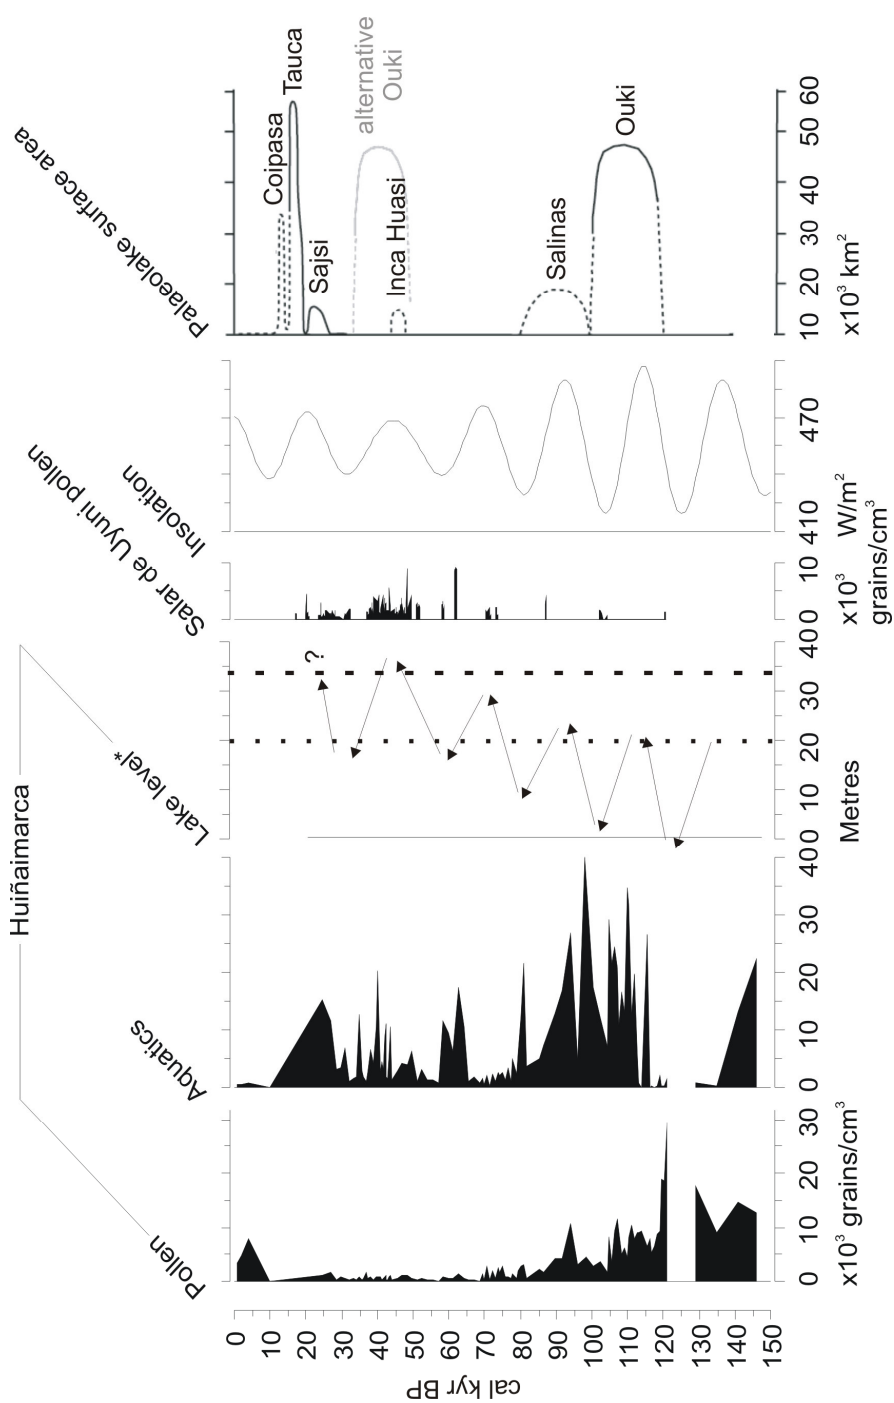 Huiñaimarca
Pollen
Aquatics
Lake level*
Salar de Uyuni pollen
Insolation
Palaeolake surface area
Coipasa
Tauca
Sajsi
alternative
Ouki
Inca Huasi
Salinas
Ouki
?
cal kyr BP
0 10 20 30 40 50 60 70 80 90 100 110 120 130 140 150
0 10 20 30
x10³ grains/cm³
0 10 20 30 40
0 10 20 30 40
Metres
0 10
x10³
grains/cm³
410 470
W/m²
10 20 30 40 50 60
x10³ km²